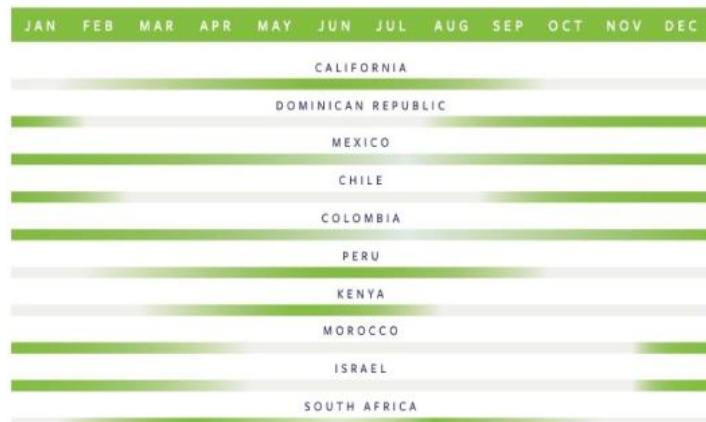 JAN FEB MAR APR MAY JUN JUL AUG SEP OCT NOV DEC
CALIFORNIA
DOMINICAN REPUBLIC
MEXICO
CHILE
COLOMBIA
PERU
KENYA
MOROCCO
ISRAEL
SOUTH AFRICA